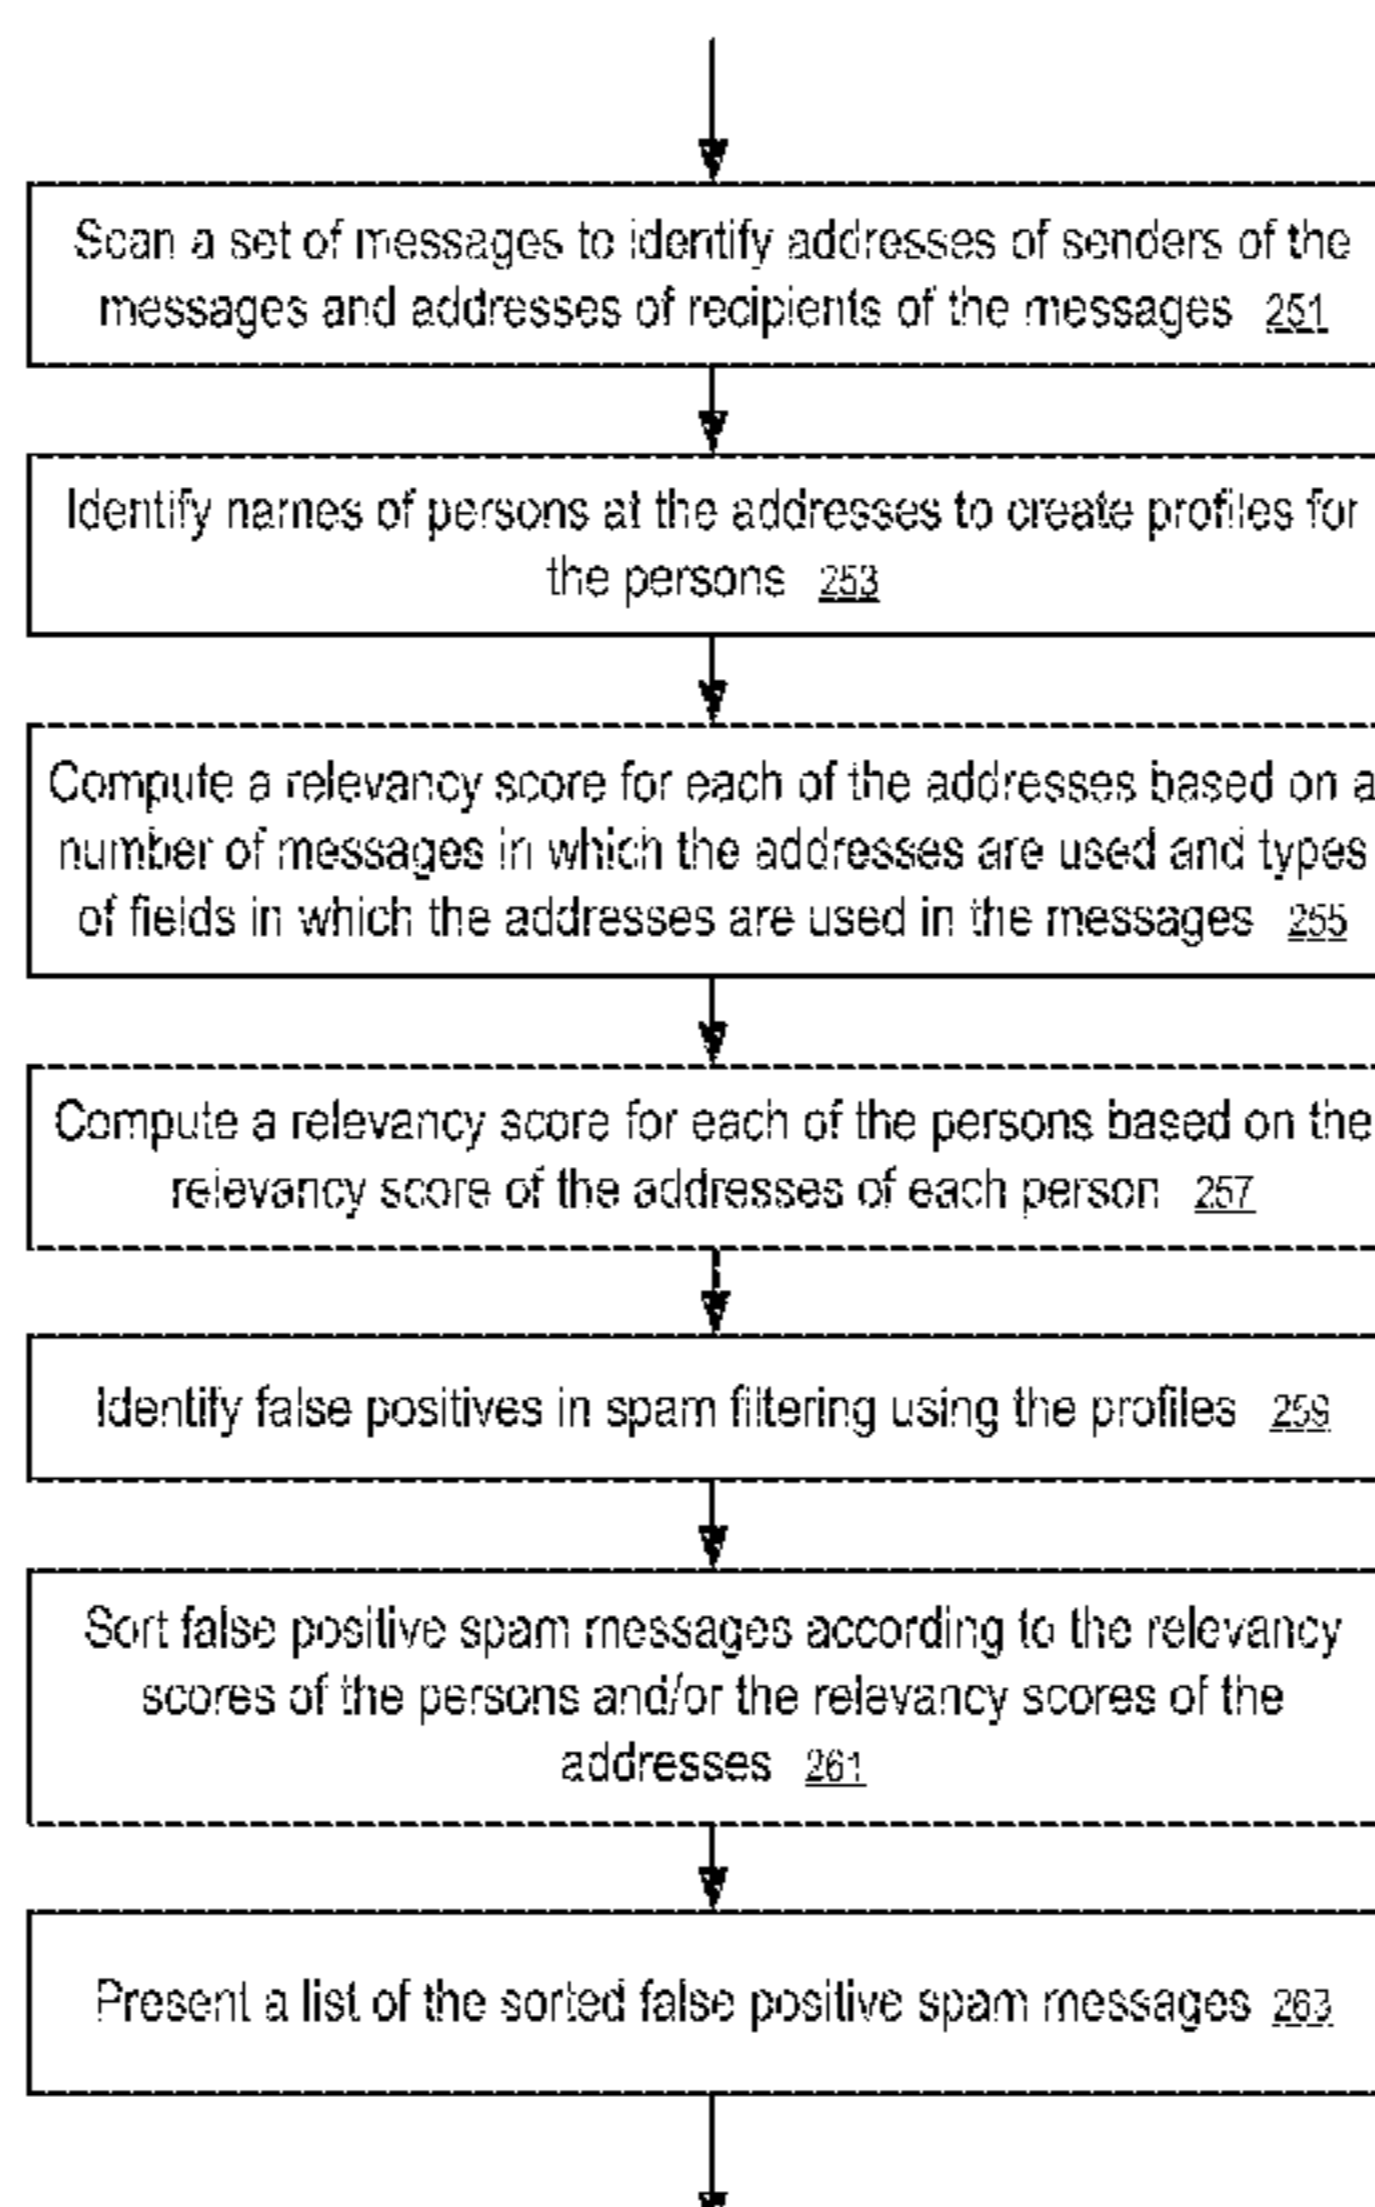 Scan a set of messages to identify addresses of senders of the
messages and addresses of recipients of the messages 251
Identify names of persons at the addresses to create profiles for
the persons 253
Compute a relevancy score for each of the addresses based on a
number of messages in which the addresses are used and types
of fields in which the addresses are used in the messages 255
Compute a relevancy score for each of the persons based on the
relevancy score of the addresses of each person 257
Identify false positives in spam filtering using the profiles 259
Sort false positive spam messages according to the relevancy
scores of the persons and/or the relevancy scores of the
addresses 261
Present a list of the sorted false positive spam messages 263